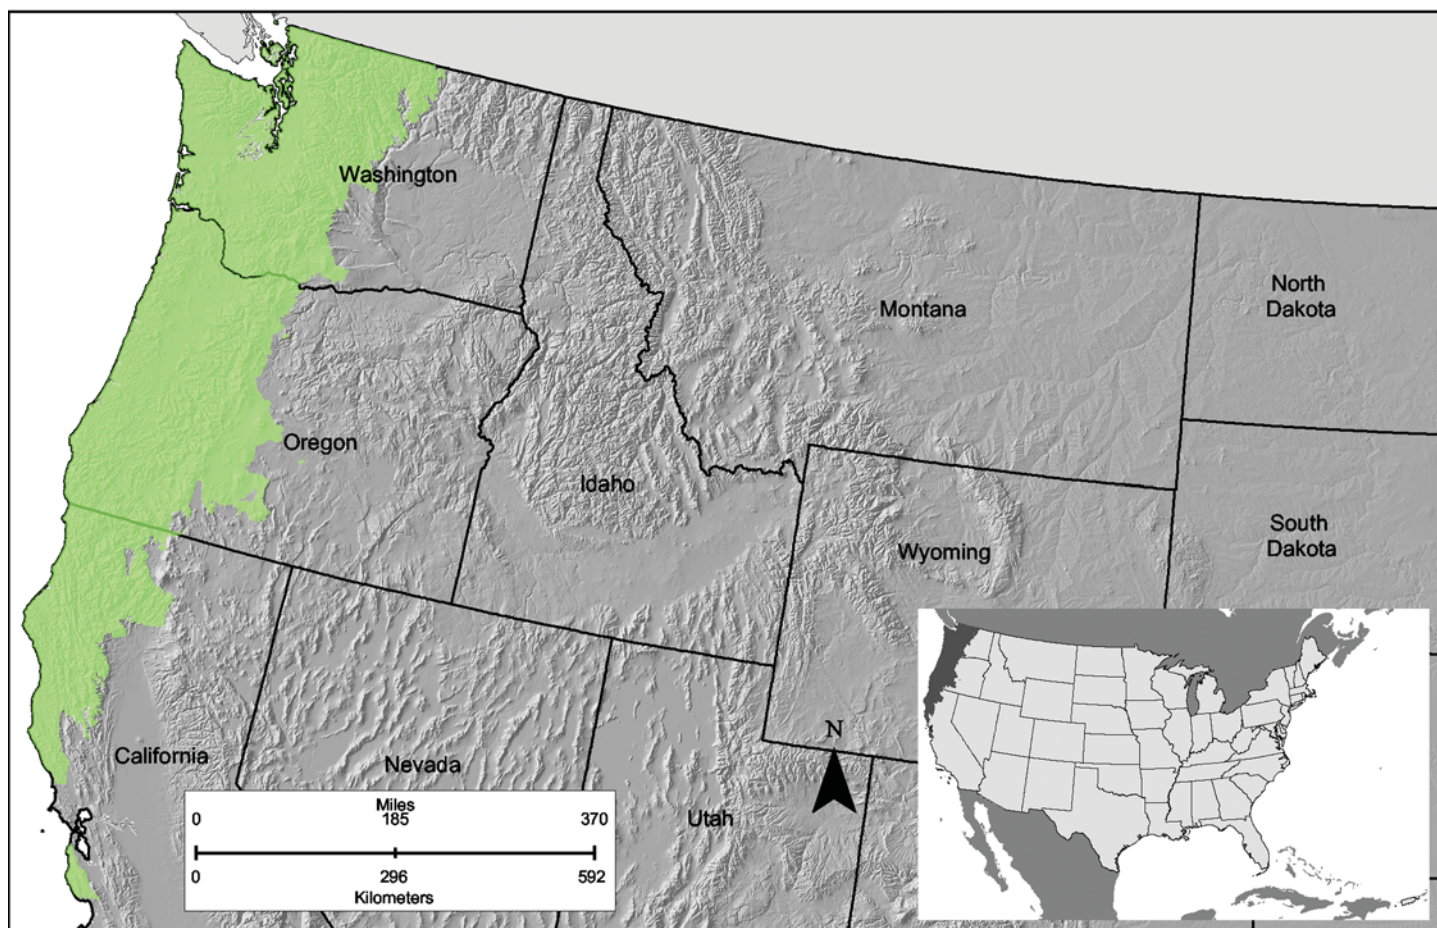 Washington
Montana
North
Dakota
Oregon
Idaho
South
Dakota
Wyoming
California
Nevada
Utah
N
Miles
0 185 370
0 296 592
Kilometers